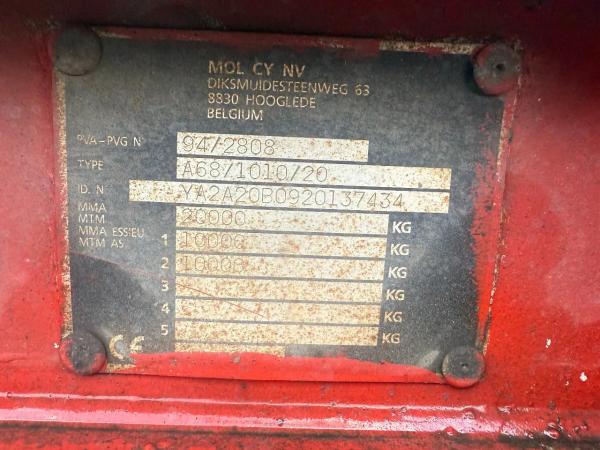 MOL CY NV
DIKSMUIDESTEENWEG 63
8830 HOOGLEDE
BELGIUM
PVA-PVG N° 94/2808
TYPE A68/1010/20
ID. N YA2A20B0920137434
MMA
MTM 20000 KG
MMA ESSIEU 1 10000 KG
MTM AS 2 10000 KG
3 KG
4 KG
5 KG
CE